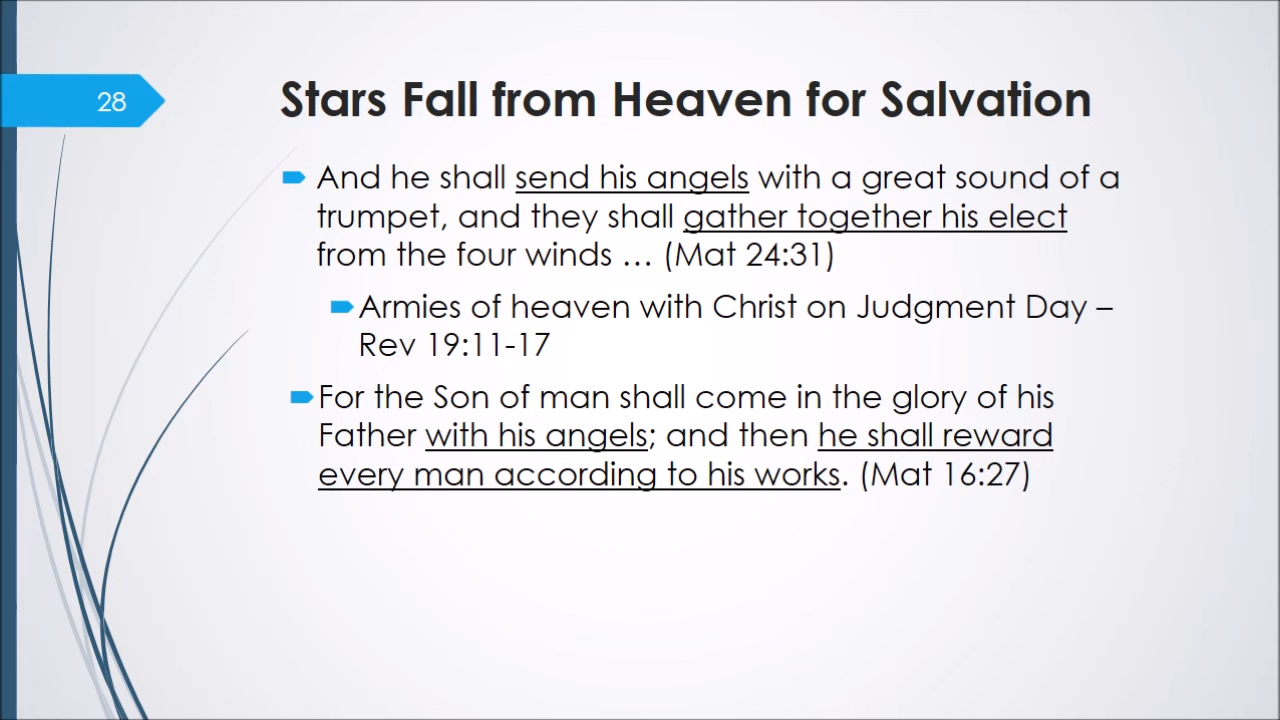 28
Stars Fall from Heaven for Salvation
And he shall send his angels with a great sound of a
trumpet, and they shall gather together his elect
from the four winds … (Mat 24:31)
Armies of heaven with Christ on Judgment Day –
Rev 19:11-17
For the Son of man shall come in the glory of his
Father with his angels; and then he shall reward
every man according to his works. (Mat 16:27)